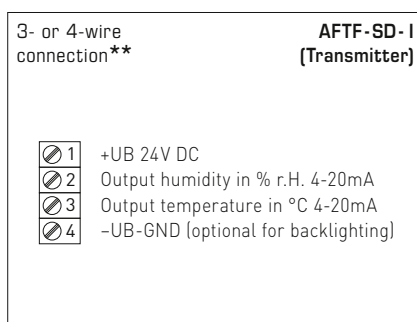 3- or 4-wire AFTF-SD-I
connection** (Transmitter)
1 +UB 24V DC
2 Output humidity in % r.H. 4-20mA
3 Output temperature in °C 4-20mA
4 –UB-GND (optional for backlighting)